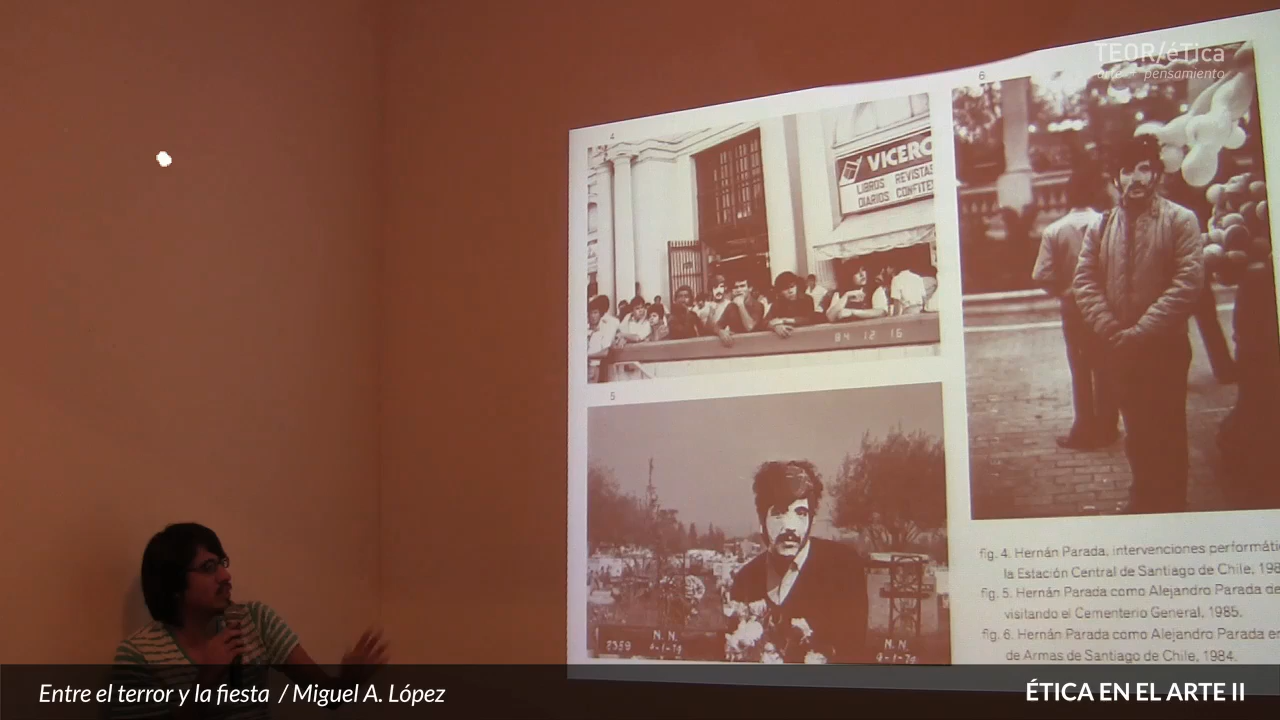 TEOR/éTica
arte + pensamiento
4
6
VICERO
LIBROS REVISTAS
DIARIOS CONFITES
84 12 16
5
N. N.
N. N.
fig. 4. Hernán Parada, intervenciones performáti
la Estación Central de Santiago de Chile, 198
fig. 5. Hernán Parada como Alejandro Parada de
visitando el Cementerio General, 1985.
fig. 6. Hernán Parada como Alejandro Parada en
de Armas de Santiago de Chile, 1984.
Entre el terror y la fiesta / Miguel A. López
ÉTICA EN EL ARTE II